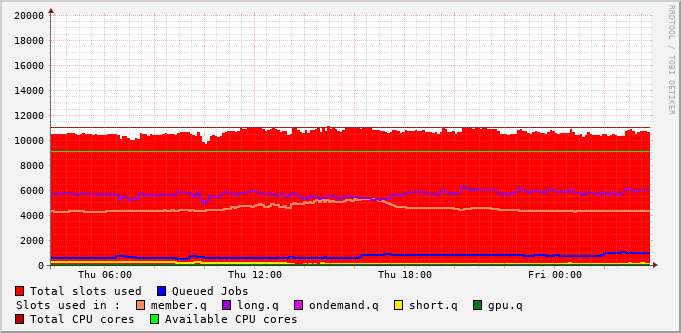 20000
18000
16000
14000
12000
10000
8000
6000
4000
2000
0
Thu 06:00 Thu 12:00 Thu 18:00 Fri 00:00
Total slots used Queued Jobs
Slots used in : member.q long.q ondemand.q short.q gpu.q
Total CPU cores Available CPU cores
RRDTOOL / TOBI OETIKER